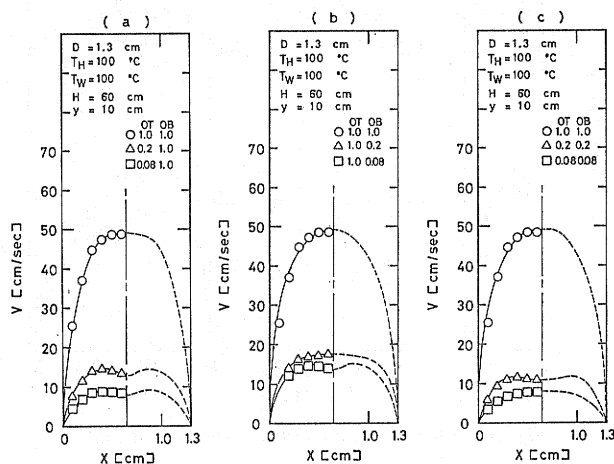 ( a )
D = 1.3 cm
T_H = 100 °C
T_W = 100 °C
H = 60 cm
y = 10 cm
OT OB
○ 1.0 1.0
△ 0.2 1.0
□ 0.08 1.0
70
60
50
40
30
20
10
0
V [cm/sec]
0 1.0 1.3
X [cm]
( b )
D = 1.3 cm
T_H = 100 °C
T_W = 100 °C
H = 60 cm
y = 10 cm
OT OB
○ 1.0 1.0
△ 1.0 0.2
□ 1.0 0.08
70
60
50
40
30
20
10
0
V [cm/sec]
0 1.0 1.3
X [cm]
( c )
D = 1.3 cm
T_H = 100 °C
T_W = 100 °C
H = 60 cm
y = 10 cm
OT OB
○ 1.0 1.0
△ 0.2 0.2
□ 0.08 0.08
70
60
50
40
30
20
10
0
V [cm/sec]
0 1.0 1.3
X [cm]